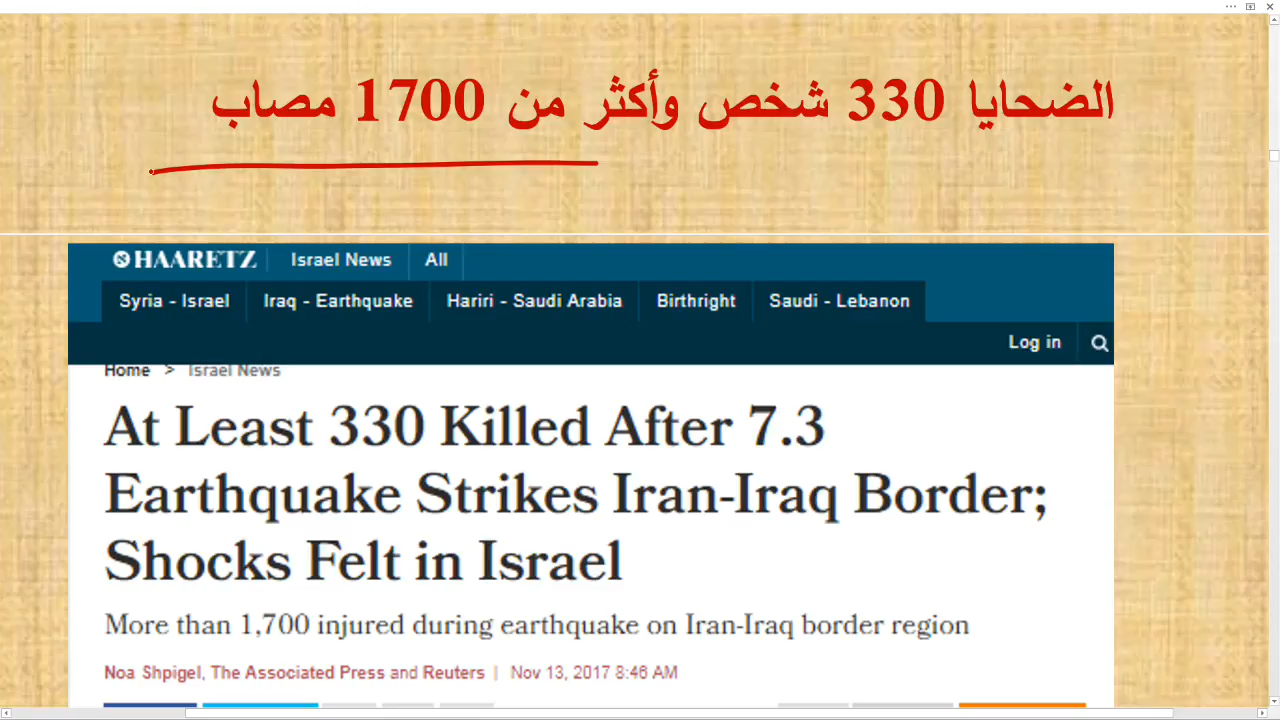 الضحايا 330 شخص وأكثر من 1700 مصاب
HAARETZ Israel News All
Syria - Israel Iraq - Earthquake Hariri - Saudi Arabia Birthright Saudi - Lebanon
Log in
Home > Israel News
At Least 330 Killed After 7.3
Earthquake Strikes Iran-Iraq Border;
Shocks Felt in Israel
More than 1,700 injured during earthquake on Iran-Iraq border region
Noa Shpigel, The Associated Press and Reuters | Nov 13, 2017 8:46 AM